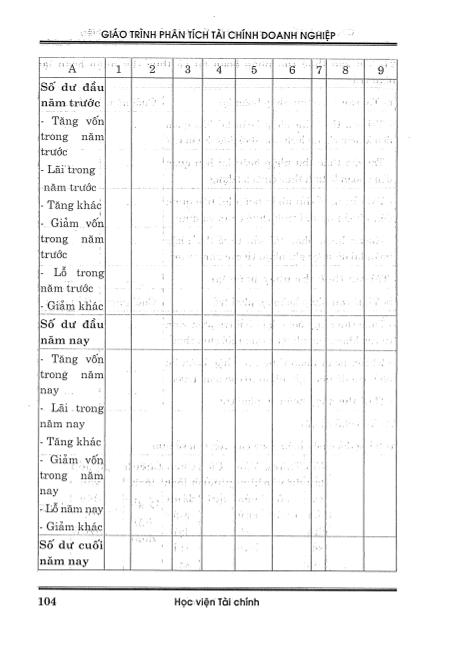 GIÁO TRÌNH PHÂN TÍCH TÀI CHÍNH DOANH NGHIỆP
A 1 2 3 4 5 6 7 8 9
Số dư đầu
năm trước
- Tăng vốn
trong năm
trước
- Lãi trong
năm trước
- Tăng khác
- Giảm vốn
trong năm
trước
- Lỗ trong
năm trước
- Giảm khác
Số dư đầu
năm nay
- Tăng vốn
trong năm
nay
- Lãi trong
năm nay
- Tăng khác
- Giảm vốn
trong năm
nay
- Lỗ năm nay
- Giảm khác
Số dư cuối
năm nay
104 Học viện Tài chính